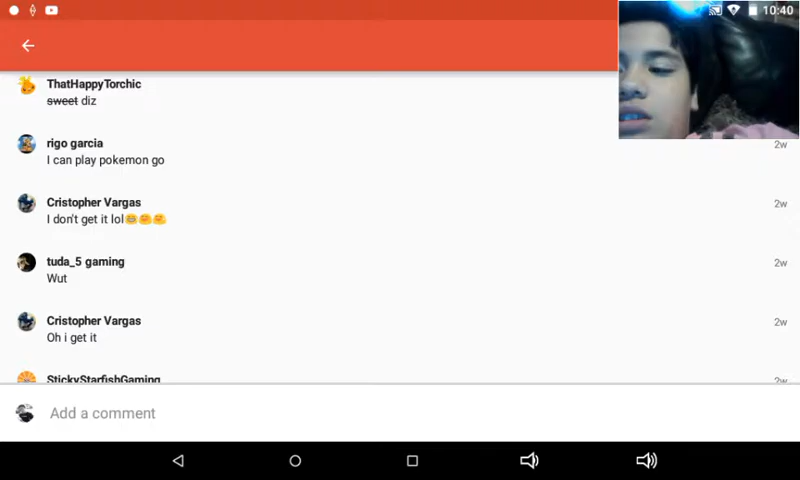 10:40
ThatHappyTorchic
sweet diz
rigo garcia
I can play pokemon go
2w
Cristopher Vargas
I don't get it lol😂😊😊
2w
tuda_5 gaming
Wut
2w
Cristopher Vargas
Oh i get it
2w
StickyStarfishGaming
2w
Add a comment